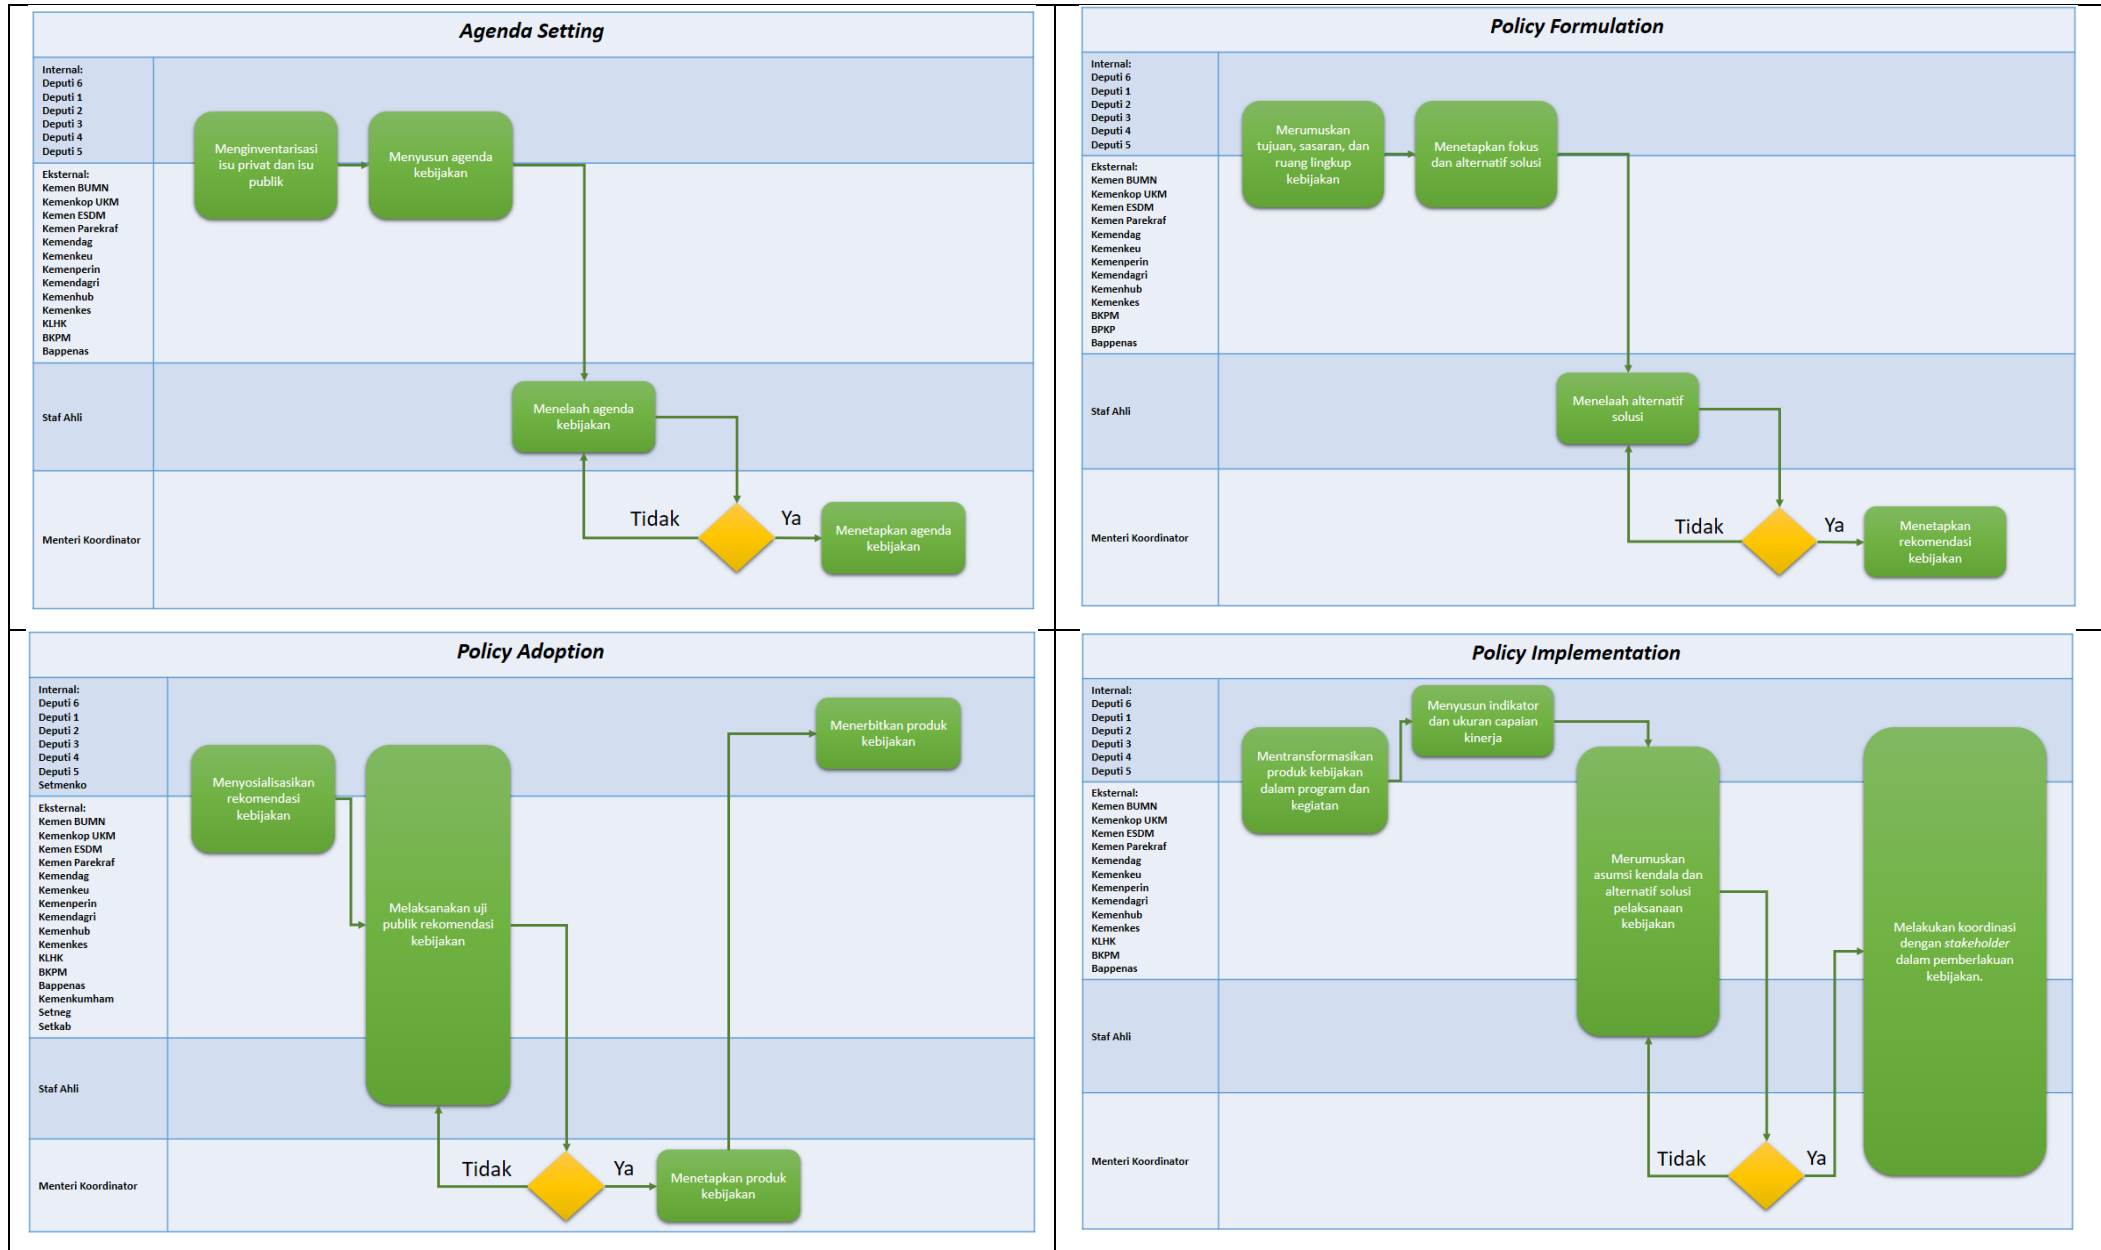 Agenda Setting
Internal:
Deputi 6
Deputi 1
Deputi 2
Deputi 3
Deputi 4
Deputi 5
Menginventarisasi
isu privat dan isu
publik
Menyusun agenda
kebijakan
Eksternal:
Kemen BUMN
Kemenkop UKM
Kemen ESDM
Kemen Parekraf
Kemendag
Kemenkeu
Kemenperin
Kemendagri
Kemenhub
Kemenkes
KLHK
BKPM
Bappenas
Staf Ahli
Menelaah agenda
kebijakan
Menteri Koordinator
Tidak
Ya
Menetapkan agenda
kebijakan
Policy Formulation
Internal:
Deputi 6
Deputi 1
Deputi 2
Deputi 3
Deputi 4
Deputi 5
Merumuskan
tujuan, sasaran, dan
ruang lingkup
kebijakan
Menetapkan fokus
dan alternatif solusi
Eksternal:
Kemen BUMN
Kemenkop UKM
Kemen ESDM
Kemen Parekraf
Kemendag
Kemenkeu
Kemenperin
Kemendagri
Kemenhub
Kemenkes
BKPM
BPKP
Bappenas
Staf Ahli
Menelaah alternatif
solusi
Menteri Koordinator
Tidak
Ya
Menetapkan
rekomendasi
kebijakan
Policy Adoption
Internal:
Deputi 6
Deputi 1
Deputi 2
Deputi 3
Deputi 4
Deputi 5
Setmenko
Menyosialisasikan
rekomendasi
kebijakan
Melaksanakan uji
publik rekomendasi
kebijakan
Menerbitkan produk
kebijakan
Eksternal:
Kemen BUMN
Kemenkop UKM
Kemen ESDM
Kemen Parekraf
Kemendag
Kemenkeu
Kemenperin
Kemendagri
Kemenhub
Kemenkes
KLHK
BKPM
Bappenas
Kemenkumham
Setneg
Setkab
Staf Ahli
Menteri Koordinator
Tidak
Ya
Menetapkan produk
kebijakan
Policy Implementation
Internal:
Deputi 6
Deputi 1
Deputi 2
Deputi 3
Deputi 4
Deputi 5
Mentransformasikan
produk kebijakan
dalam program dan
kegiatan
Menyusun indikator
dan ukuran capaian
kinerja
Merumuskan
asumsi kendala dan
alternatif solusi
pelaksanaan
kebijakan
Melakukan koordinasi
dengan stakeholder
dalam pemberlakuan
kebijakan.
Eksternal:
Kemen BUMN
Kemenkop UKM
Kemen ESDM
Kemen Parekraf
Kemendag
Kemenkeu
Kemenperin
Kemendagri
Kemenhub
Kemenkes
KLHK
BKPM
Bappenas
Staf Ahli
Menteri Koordinator
Tidak
Ya